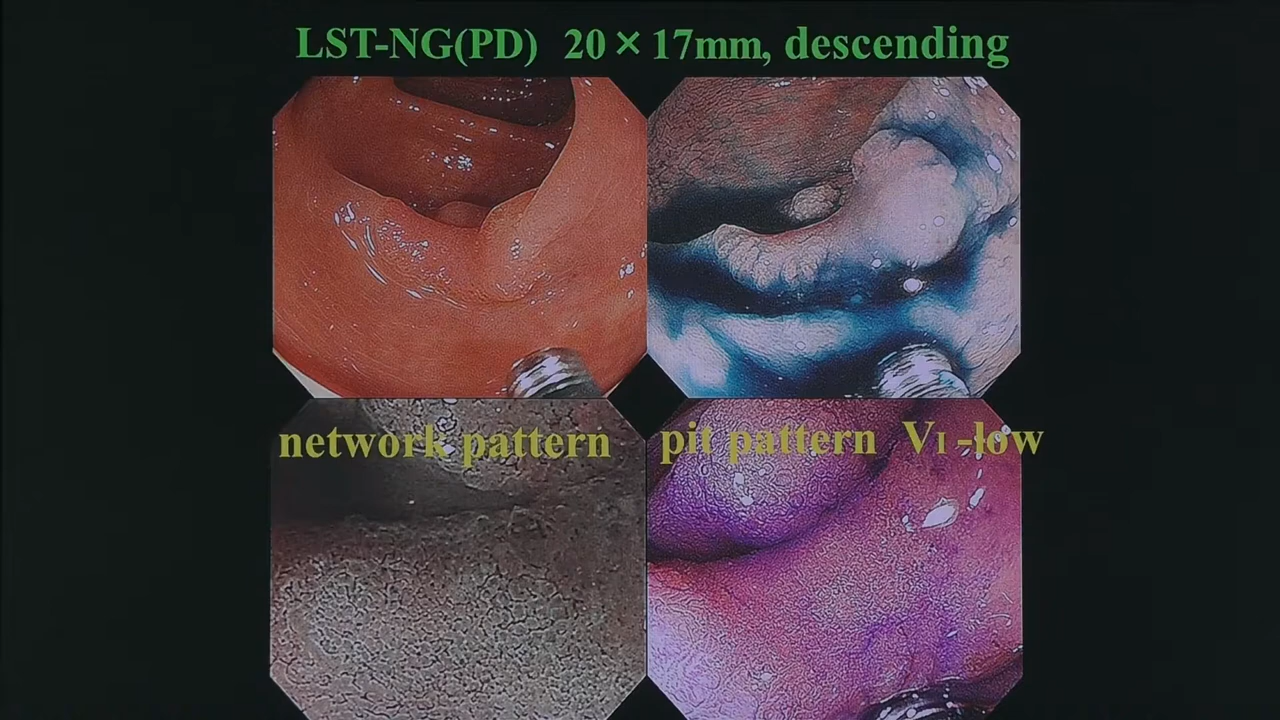 LST-NG(PD) 20×17mm, descending
network pattern
pit pattern VI-low